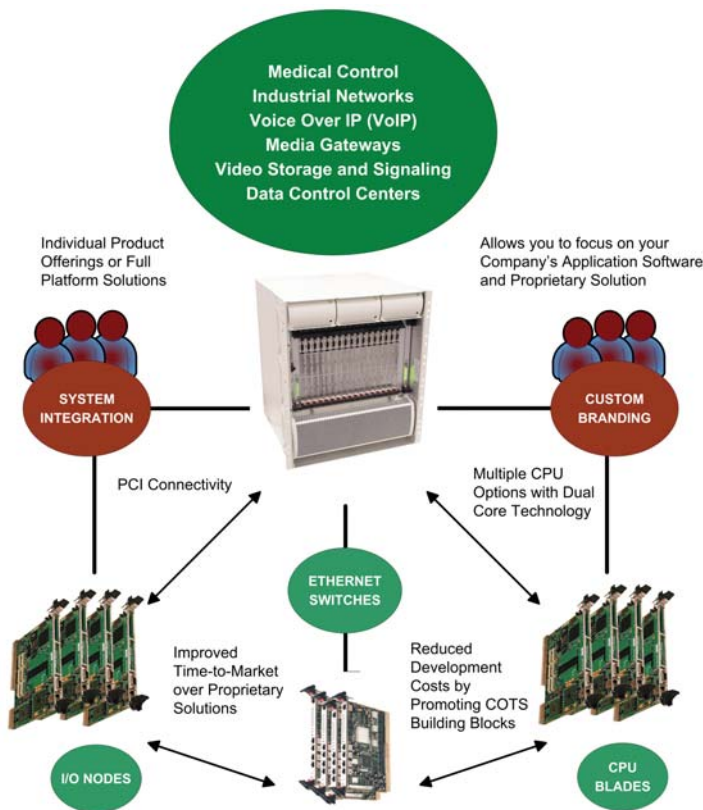 Medical Control
Industrial Networks
Voice Over IP (VoIP)
Media Gateways
Video Storage and Signaling
Data Control Centers
Individual Product
Offerings or Full
Platform Solutions
Allows you to focus on your
Company's Application Software
and Proprietary Solution
SYSTEM
INTEGRATION
CUSTOM
BRANDING
PCI Connectivity
Multiple CPU
Options with Dual
Core Technology
ETHERNET
SWITCHES
Improved
Time-to-Market
over Proprietary
Solutions
Reduced
Development
Costs by
Promoting COTS
Building Blocks
I/O NODES
CPU
BLADES